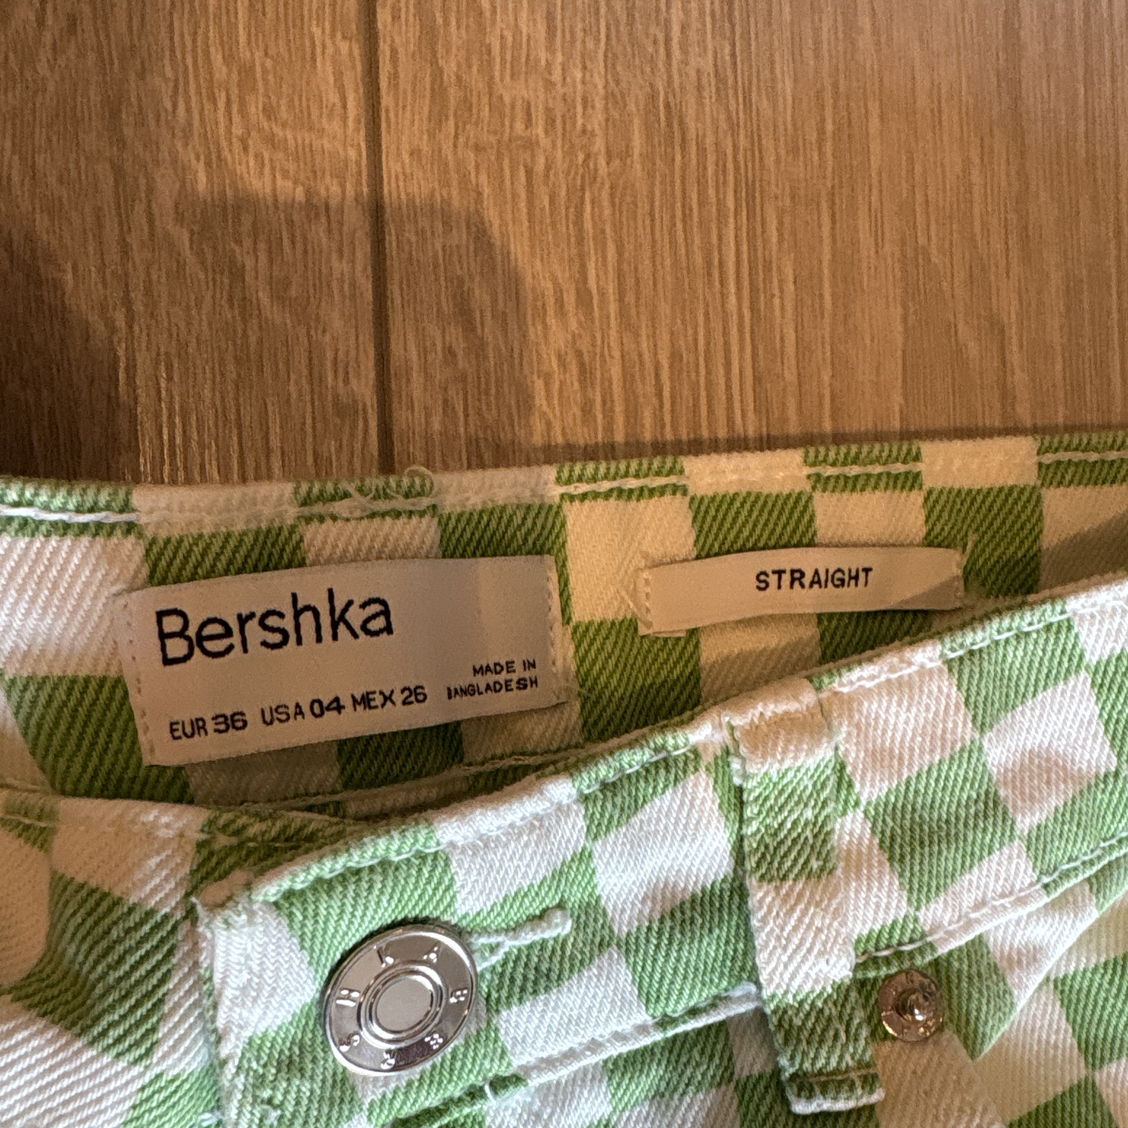 Bershka
MADE IN
BANGLADESH
EUR 36 USA 04 MEX 26
STRAIGHT